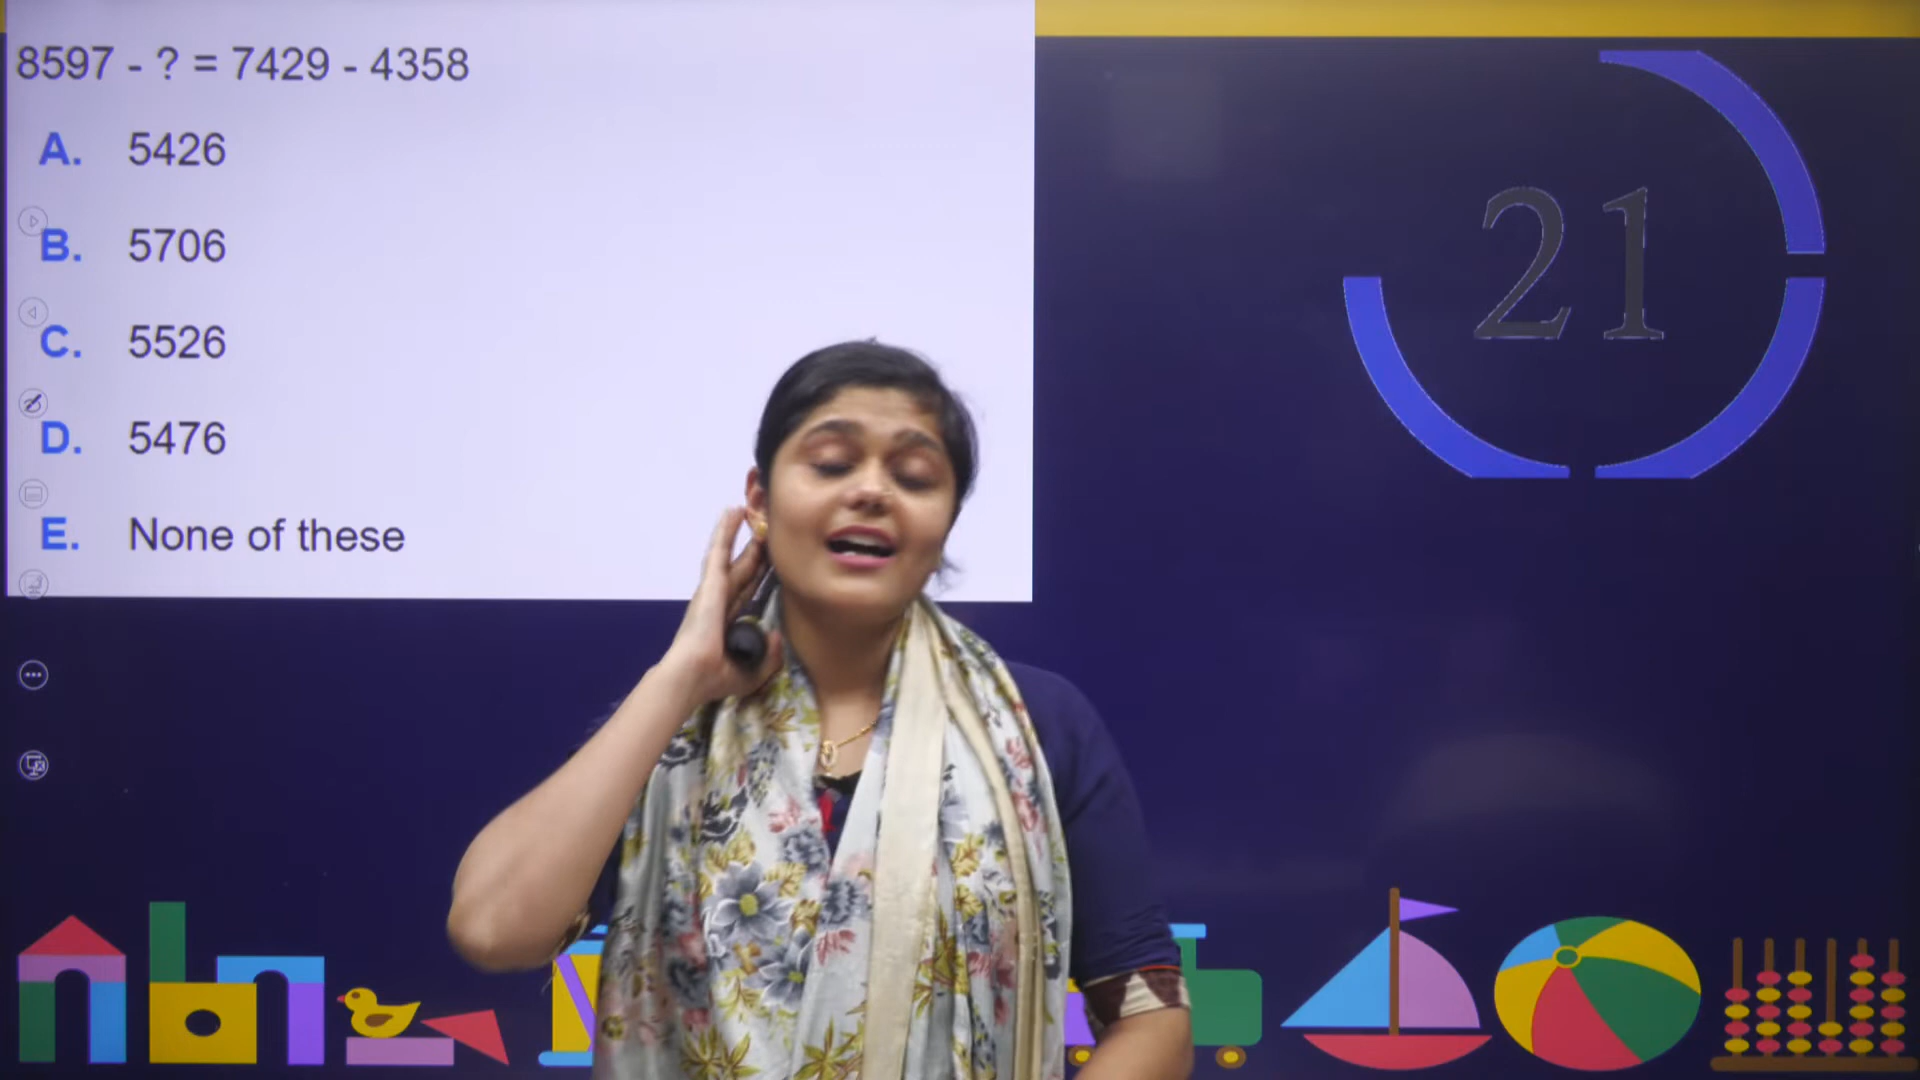 8597 - ? = 7429 - 4358
A. 5426
B. 5706
C. 5526
D. 5476
E. None of these
21